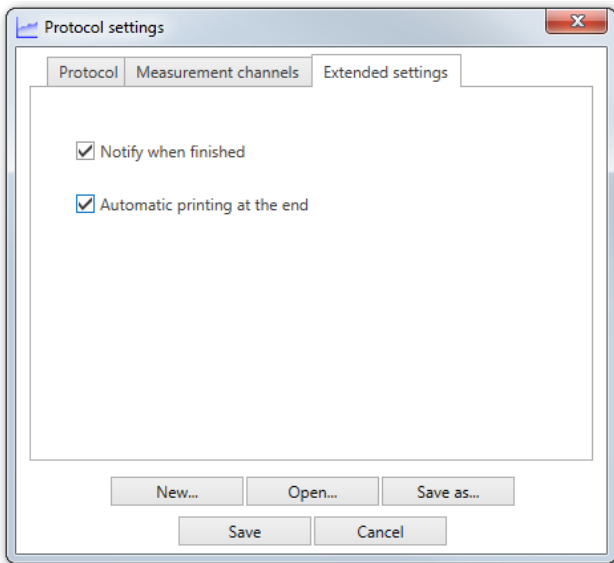 Protocol settings
Protocol Measurement channels Extended settings
Notify when finished
Automatic printing at the end
New... Open... Save as...
Save Cancel